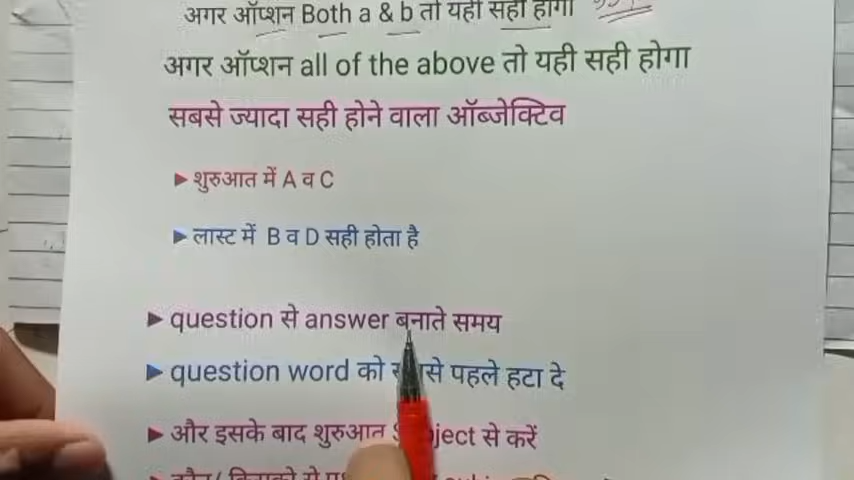 अगर ऑप्शन Both a & b तो यही सही होगा
अगर ऑप्शन all of the above तो यही सही होगा
सबसे ज्यादा सही होने वाला ऑब्जेक्टिव
►शुरुआत में A व C
►लास्ट में B व D सही होता है
► question से answer बनाते समय
► question word को पहले हटा दे
► और इसके बाद शुरुआत से करें